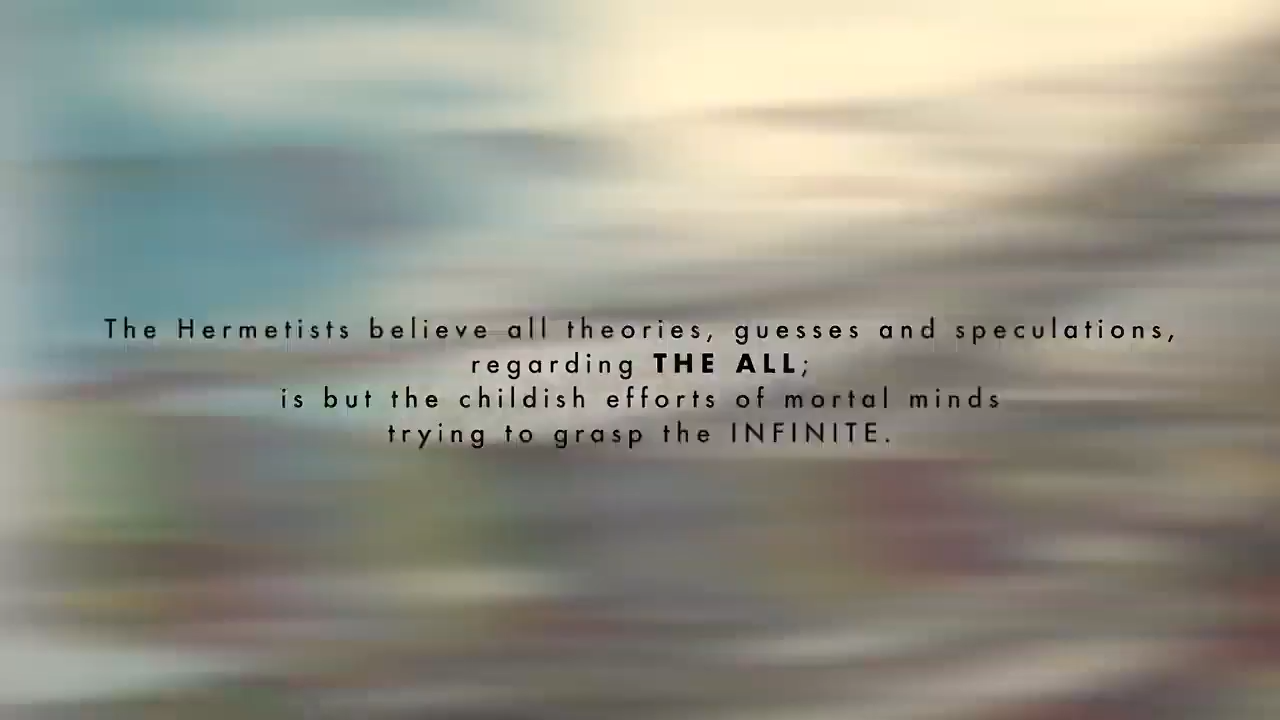 The Hermetists believe all theories, guesses and speculations,
regarding THE ALL;
is but the childish efforts of mortal minds
trying to grasp the INFINITE.